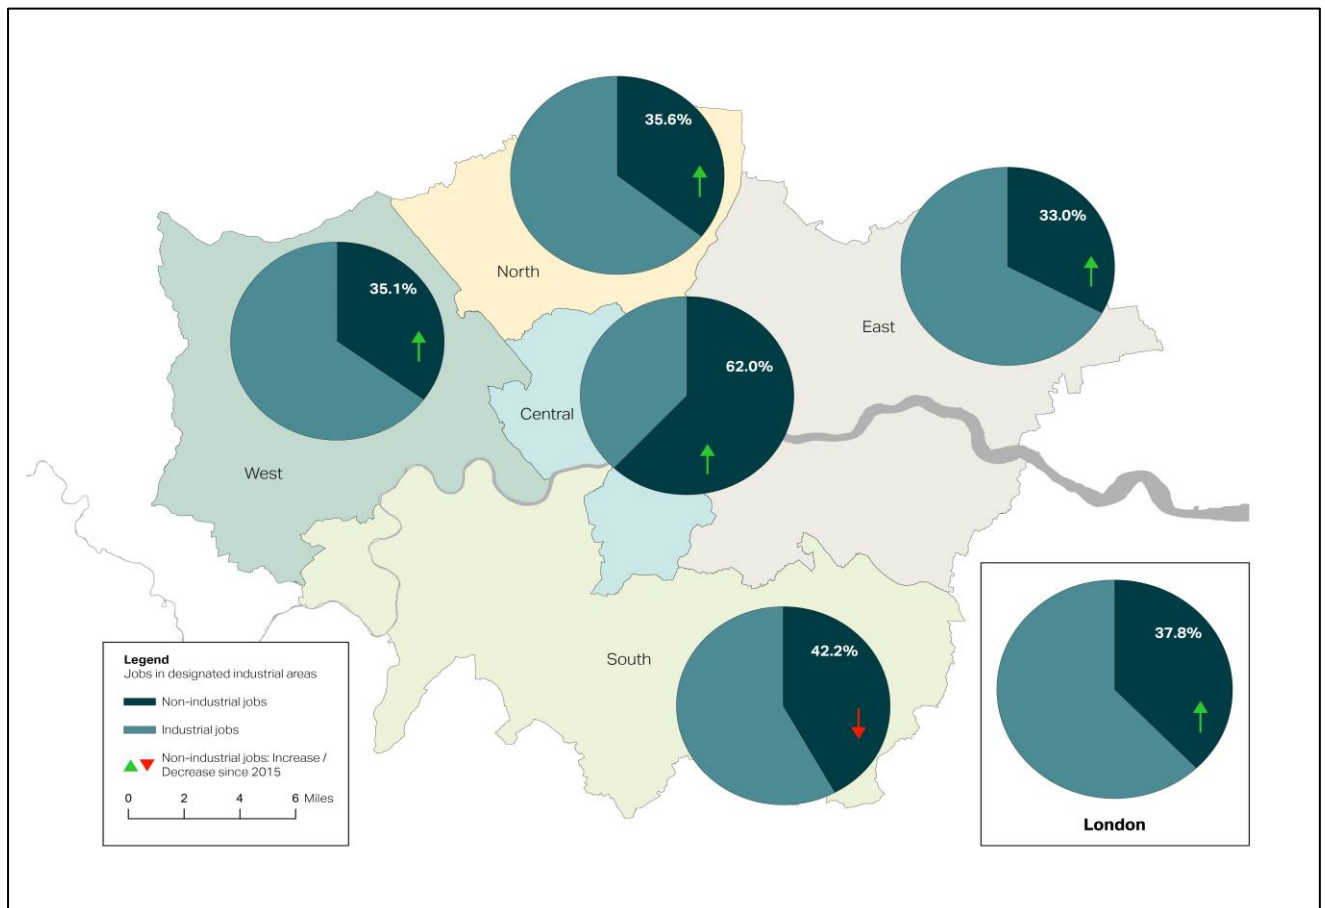 35.6%
33.0%
North
35.1%
East
62.0%
Central
West
South
42.2%
Legend
Jobs in designated industrial areas
Non-industrial jobs
Industrial jobs
Non-industrial jobs: Increase /
Decrease since 2015
0 2 4 6 Miles
37.8%
London